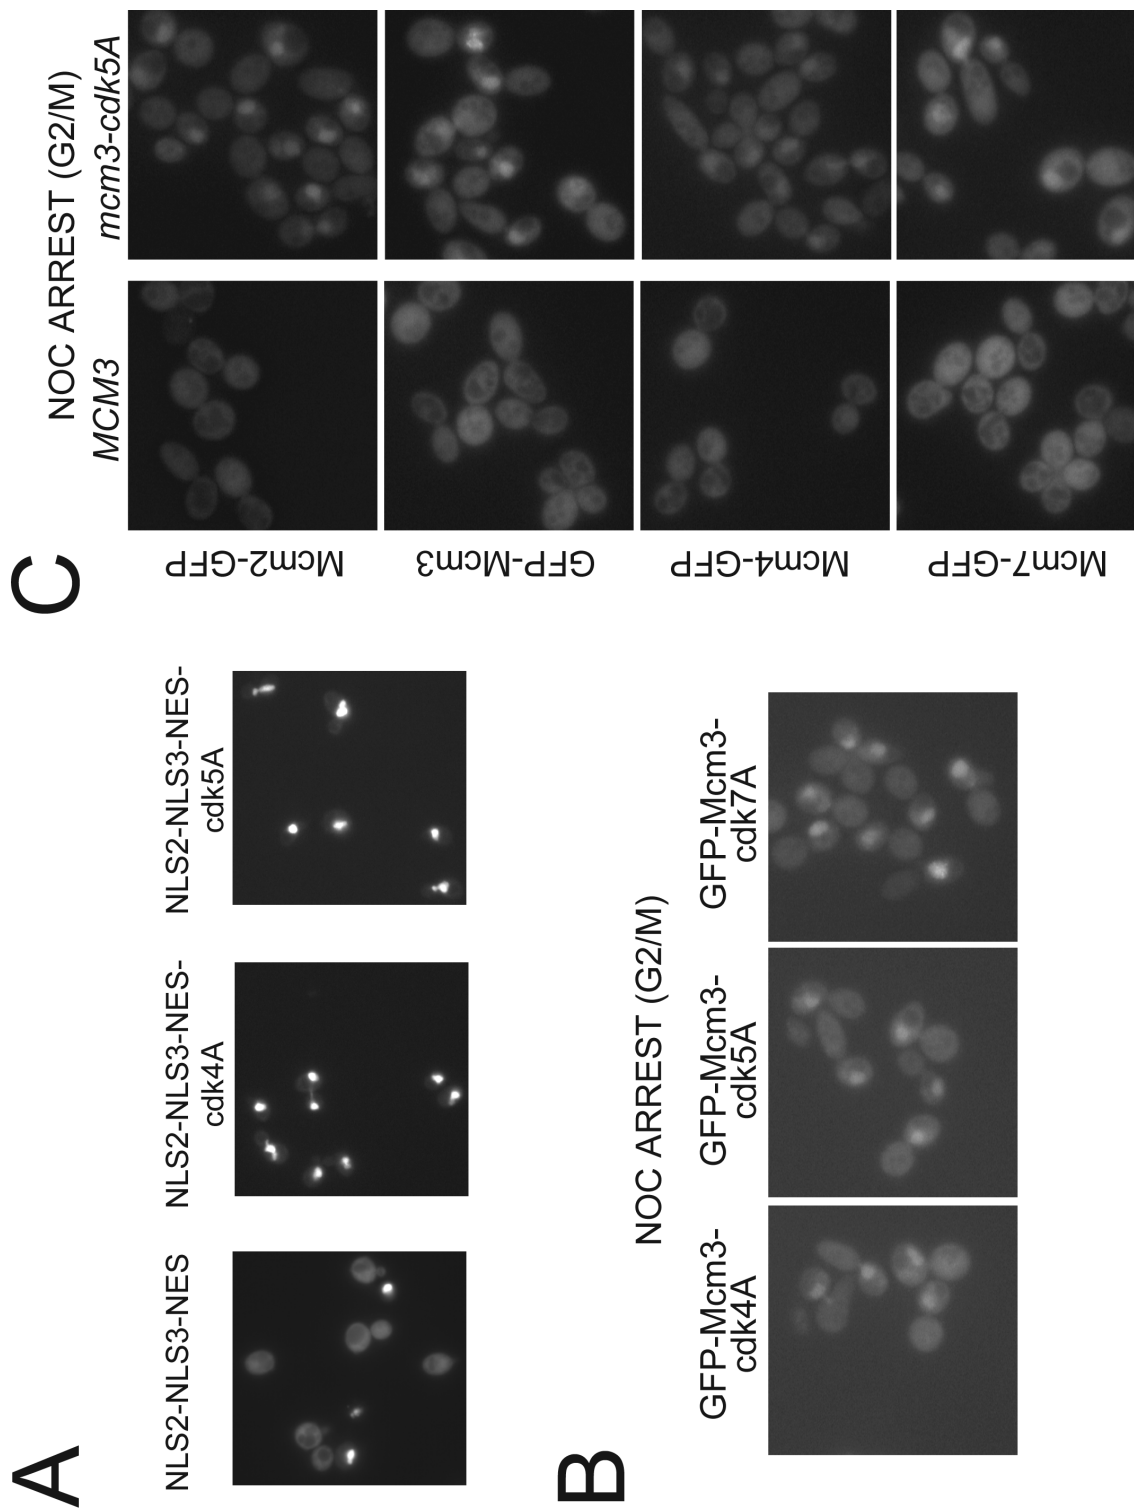 A
NLS2-NLS3-NES
NLS2-NLS3-NES-
cdk4A
NLS2-NLS3-NES-
cdk5A
B
NOC ARREST (G2/M)
GFP-Mcm3-
cdk4A
GFP-Mcm3-
cdk5A
GFP-Mcm3-
cdk7A
C
NOC ARREST (G2/M)
MCM3
mcm3-cdk5A
Mcm2-GFP
GFP-Mcm3
Mcm4-GFP
Mcm7-GFP